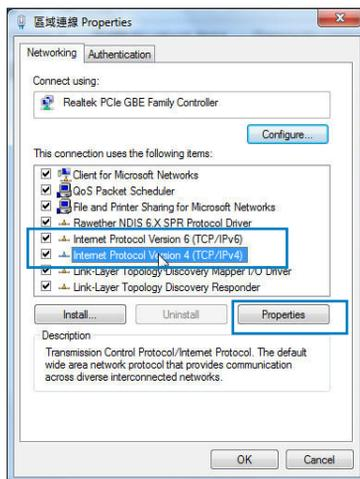 區域連線 Properties
Networking Authentication
Connect using:
Realtek PCIe GBE Family Controller
Configure...
This connection uses the following items:
Client for Microsoft Networks
QoS Packet Scheduler
File and Printer Sharing for Microsoft Networks
Rawether NDIS 6.X SPR Protocol Driver
Internet Protocol Version 6 (TCP/IPv6)
Internet Protocol Version 4 (TCP/IPv4)
Link-Layer Topology Discovery Mapper I/O Driver
Link-Layer Topology Discovery Responder
Install... Uninstall Properties
Description
Transmission Control Protocol/Internet Protocol. The default
wide area network protocol that provides communication
across diverse interconnected networks.
OK Cancel